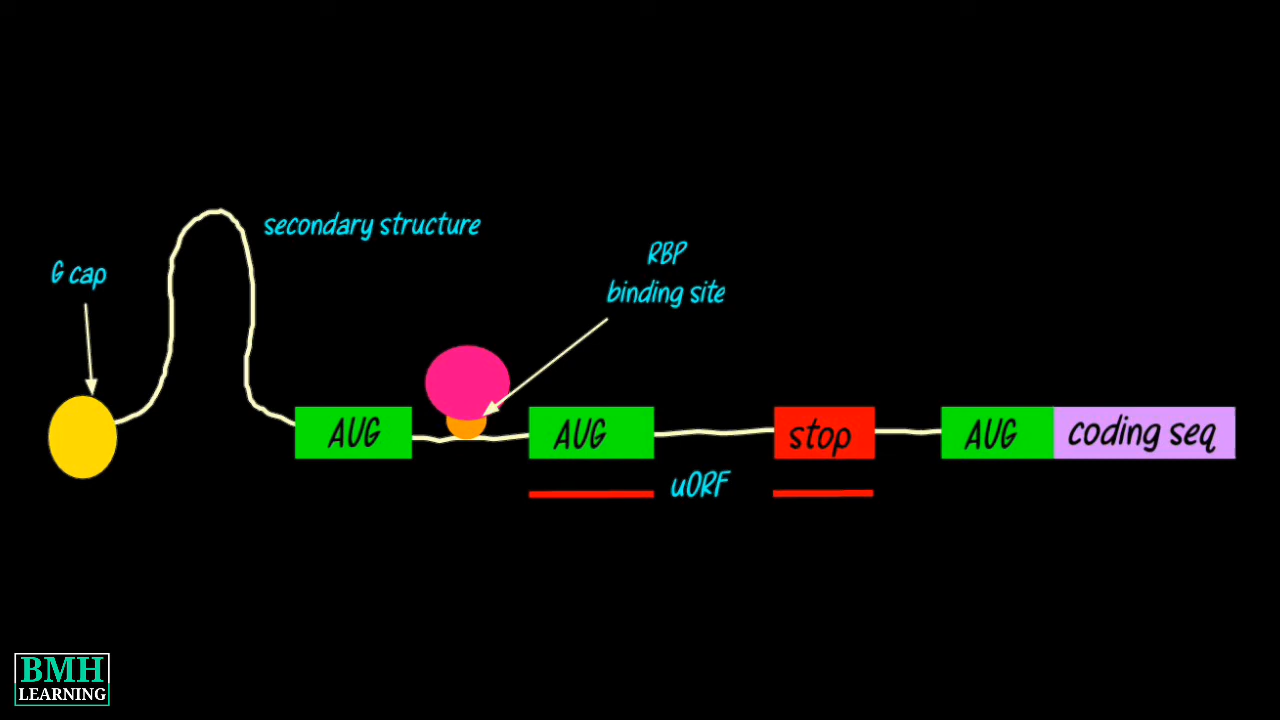 secondary structure
G cap
RBP
binding site
AUG
AUG
stop
AUG
coding seq
uORF
BMH
LEARNING